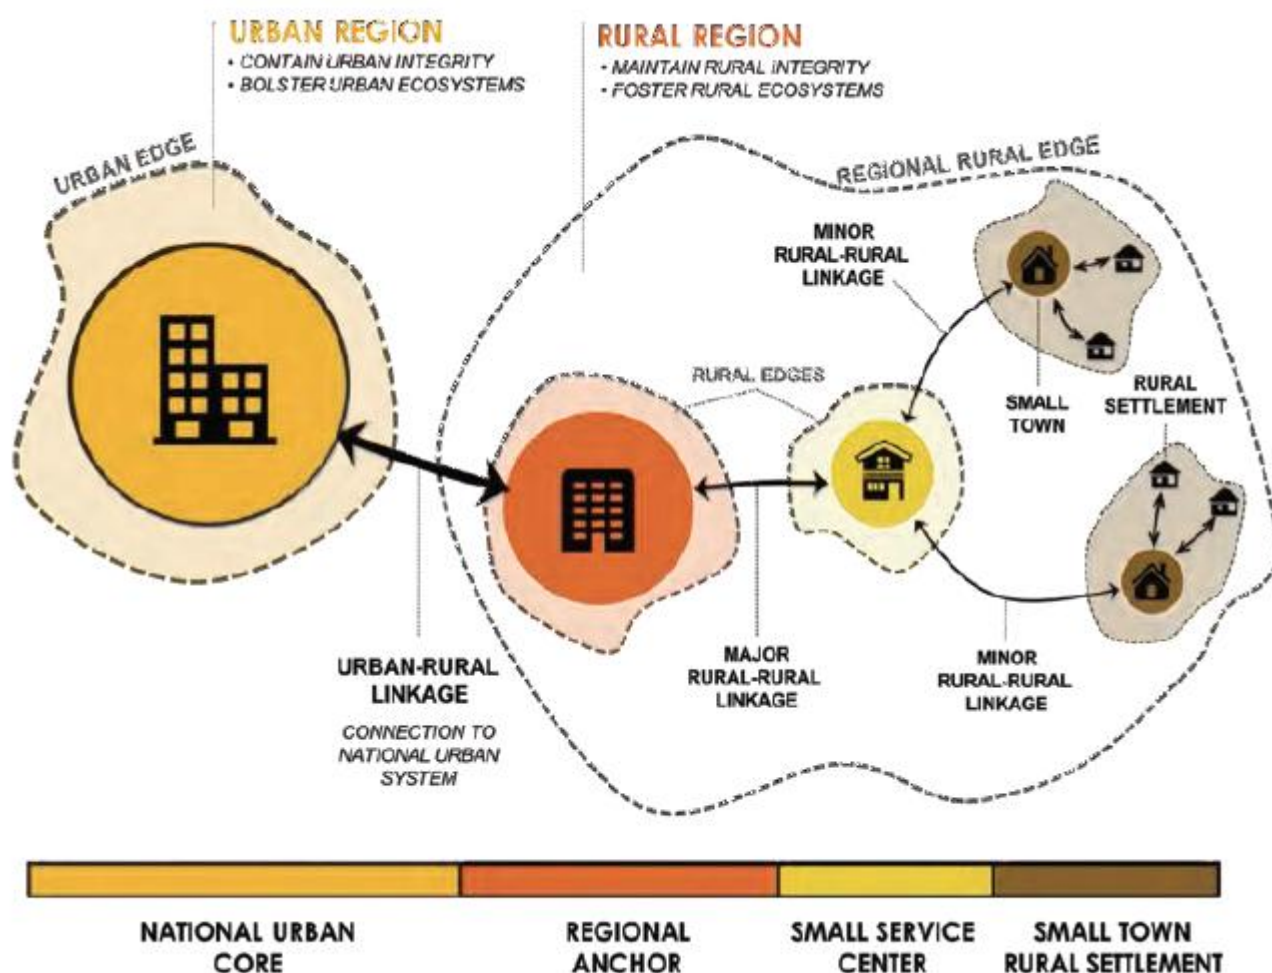 URBAN REGION
• CONTAIN URBAN INTEGRITY
• BOLSTER URBAN ECOSYSTEMS
RURAL REGION
• MAINTAIN RURAL INTEGRITY
• FOSTER RURAL ECOSYSTEMS
URBAN EDGE
REGIONAL RURAL EDGE
MINOR
RURAL-RURAL
LINKAGE
RURAL EDGES
SMALL
TOWN
RURAL
SETTLEMENT
URBAN-RURAL
LINKAGE
CONNECTION TO
NATIONAL URBAN
SYSTEM
MAJOR
RURAL-RURAL
LINKAGE
MINOR
RURAL-RURAL
LINKAGE
NATIONAL URBAN
CORE
REGIONAL
ANCHOR
SMALL SERVICE
CENTER
SMALL TOWN
RURAL SETTLEMENT